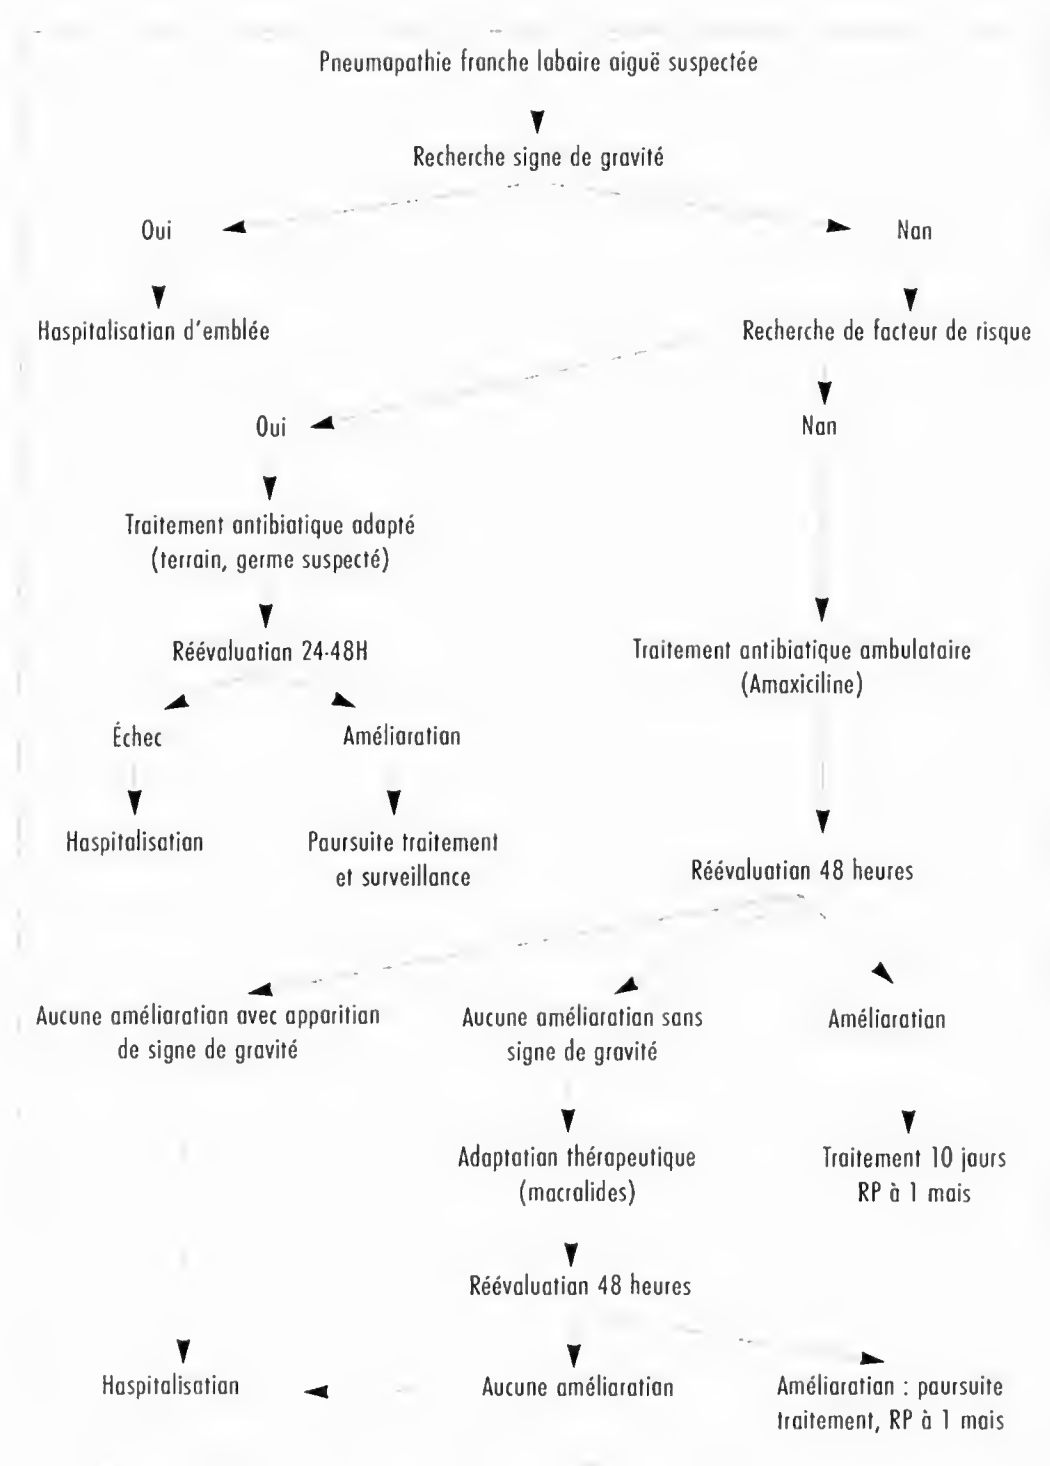 Pneumopathie franche lobaire aiguë suspectée
Recherche signe de gravité
Oui
Non
Hospitalisation d'emblée
Recherche de facteur de risque
Oui
Non
Traitement antibiotique adapté
(terrain, germe suspecté)
Réévaluation 24-48H
Traitement antibiotique ambulatoire
(Amoxiciline)
Échec
Amélioration
Hospitalisation
Poursuite traitement
et surveillance
Réévaluation 48 heures
Aucune amélioration avec apparition
de signe de gravité
Aucune amélioration sans
signe de gravité
Amélioration
Adaptation thérapeutique
(macrolides)
Traitement 10 jours
RP à 1 mois
Réévaluation 48 heures
Hospitalisation
Aucune amélioration
Amélioration : poursuite
traitement, RP à 1 mois